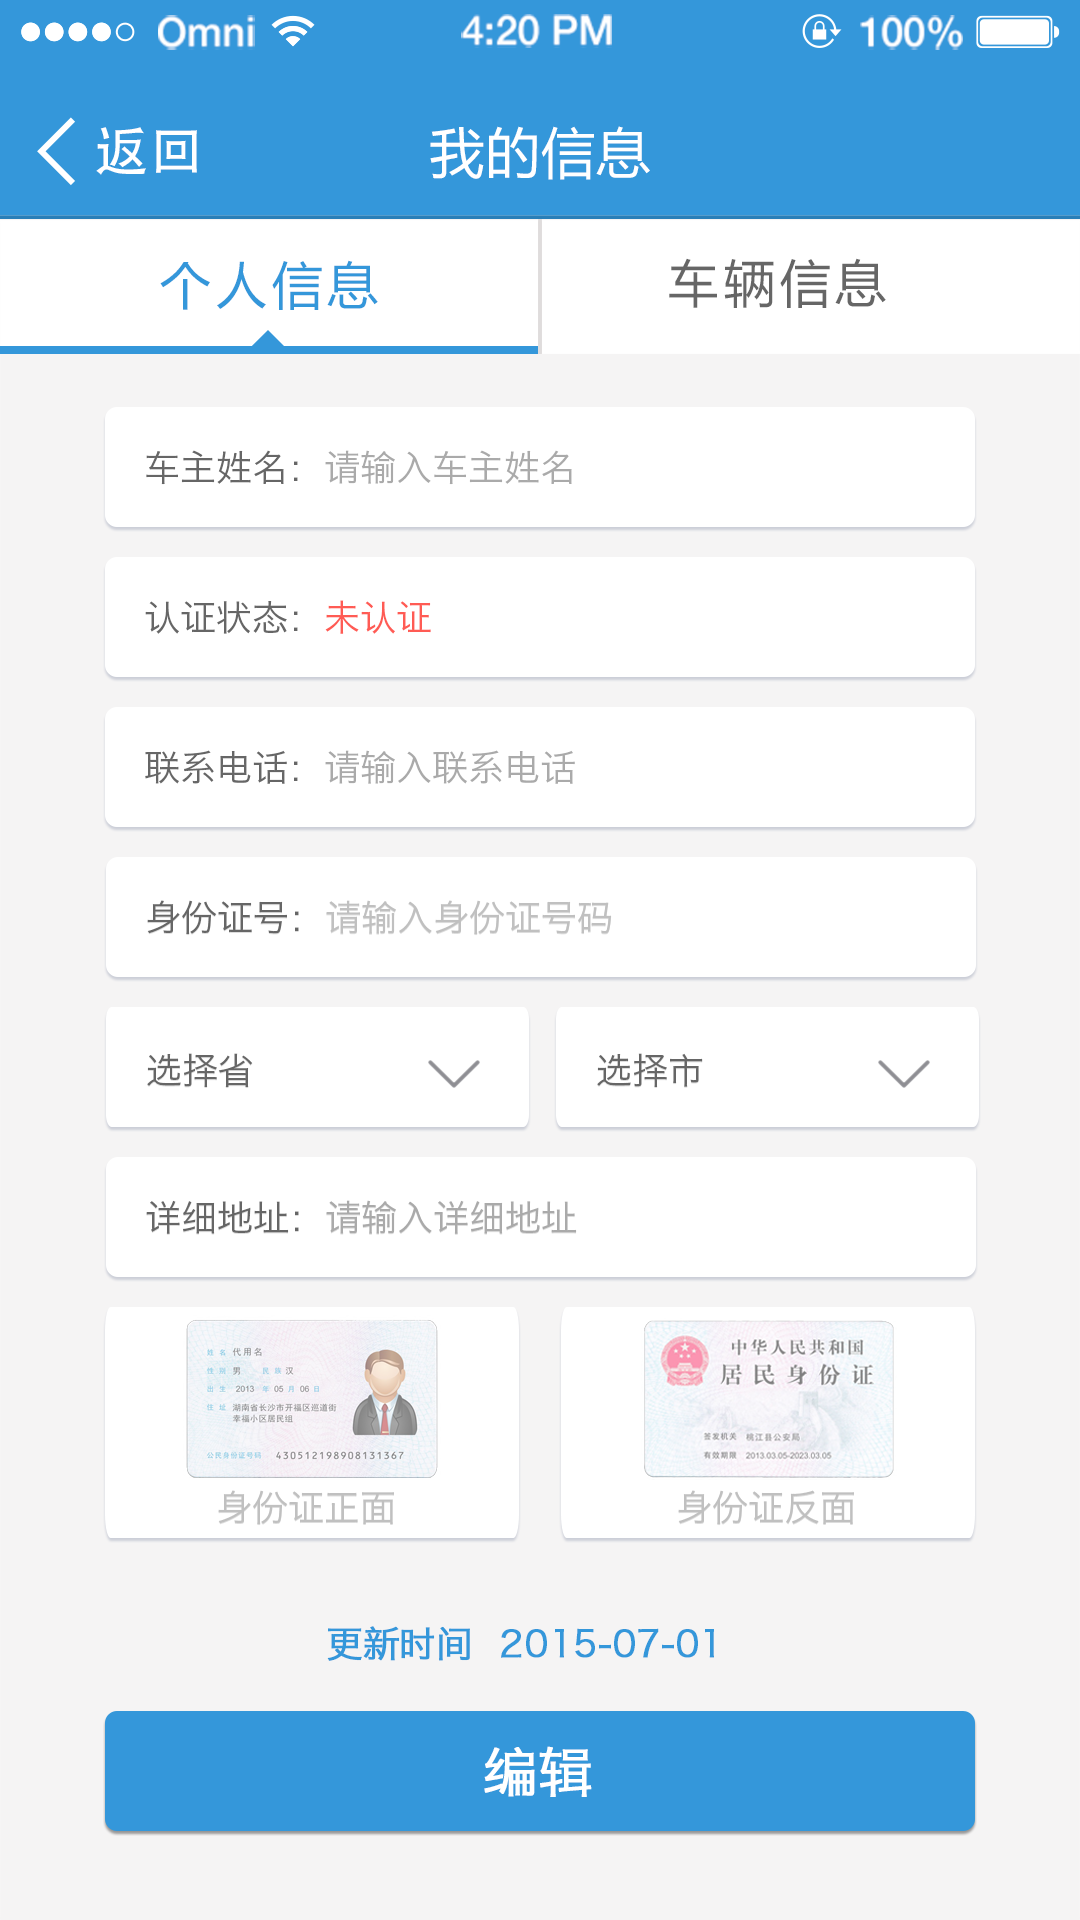 Omni 4:20 PM 100%
返回 我的信息
个人信息 车辆信息
车主姓名：请输入车主姓名
认证状态：未认证
联系电话：请输入联系电话
身份证号：请输入身份证号码
选择省 选择市
详细地址：请输入详细地址
姓 名 代用名
性 别 男 民 族 汉
出 生 2013 年 05 月 06 日
住 址 湖南省长沙市开福区巡道街
幸福小区居民组
公民身份证号码 430512198908131367
身份证正面
中华人民共和国
居民身份证
签发机关 桃江县公安局
有效期限 2013.03.05-2023.03.05
身份证反面
更新时间 2015-07-01
编辑